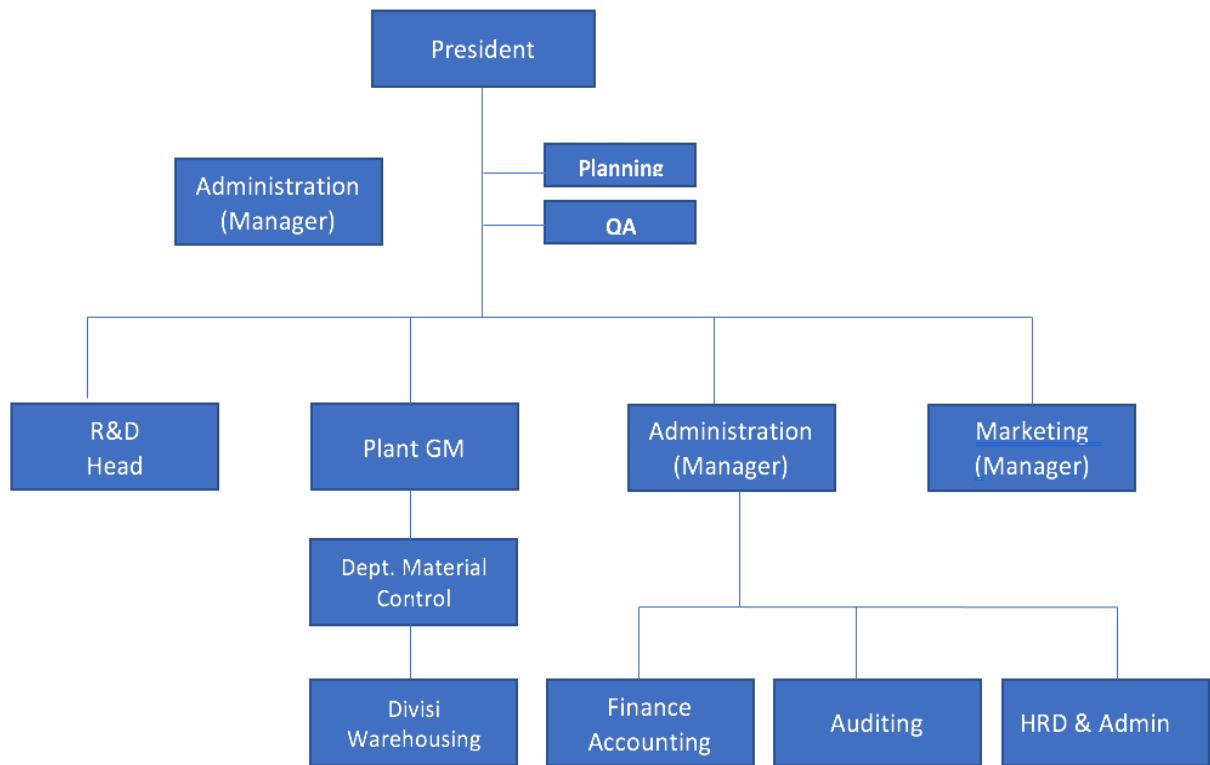 President
Planning
Administration
(Manager)
QA
R&D
Head
Plant GM
Administration
(Manager)
Marketing
(Manager)
Dept. Material
Control
Divisi
Warehousing
Finance
Accounting
Auditing
HRD & Admin